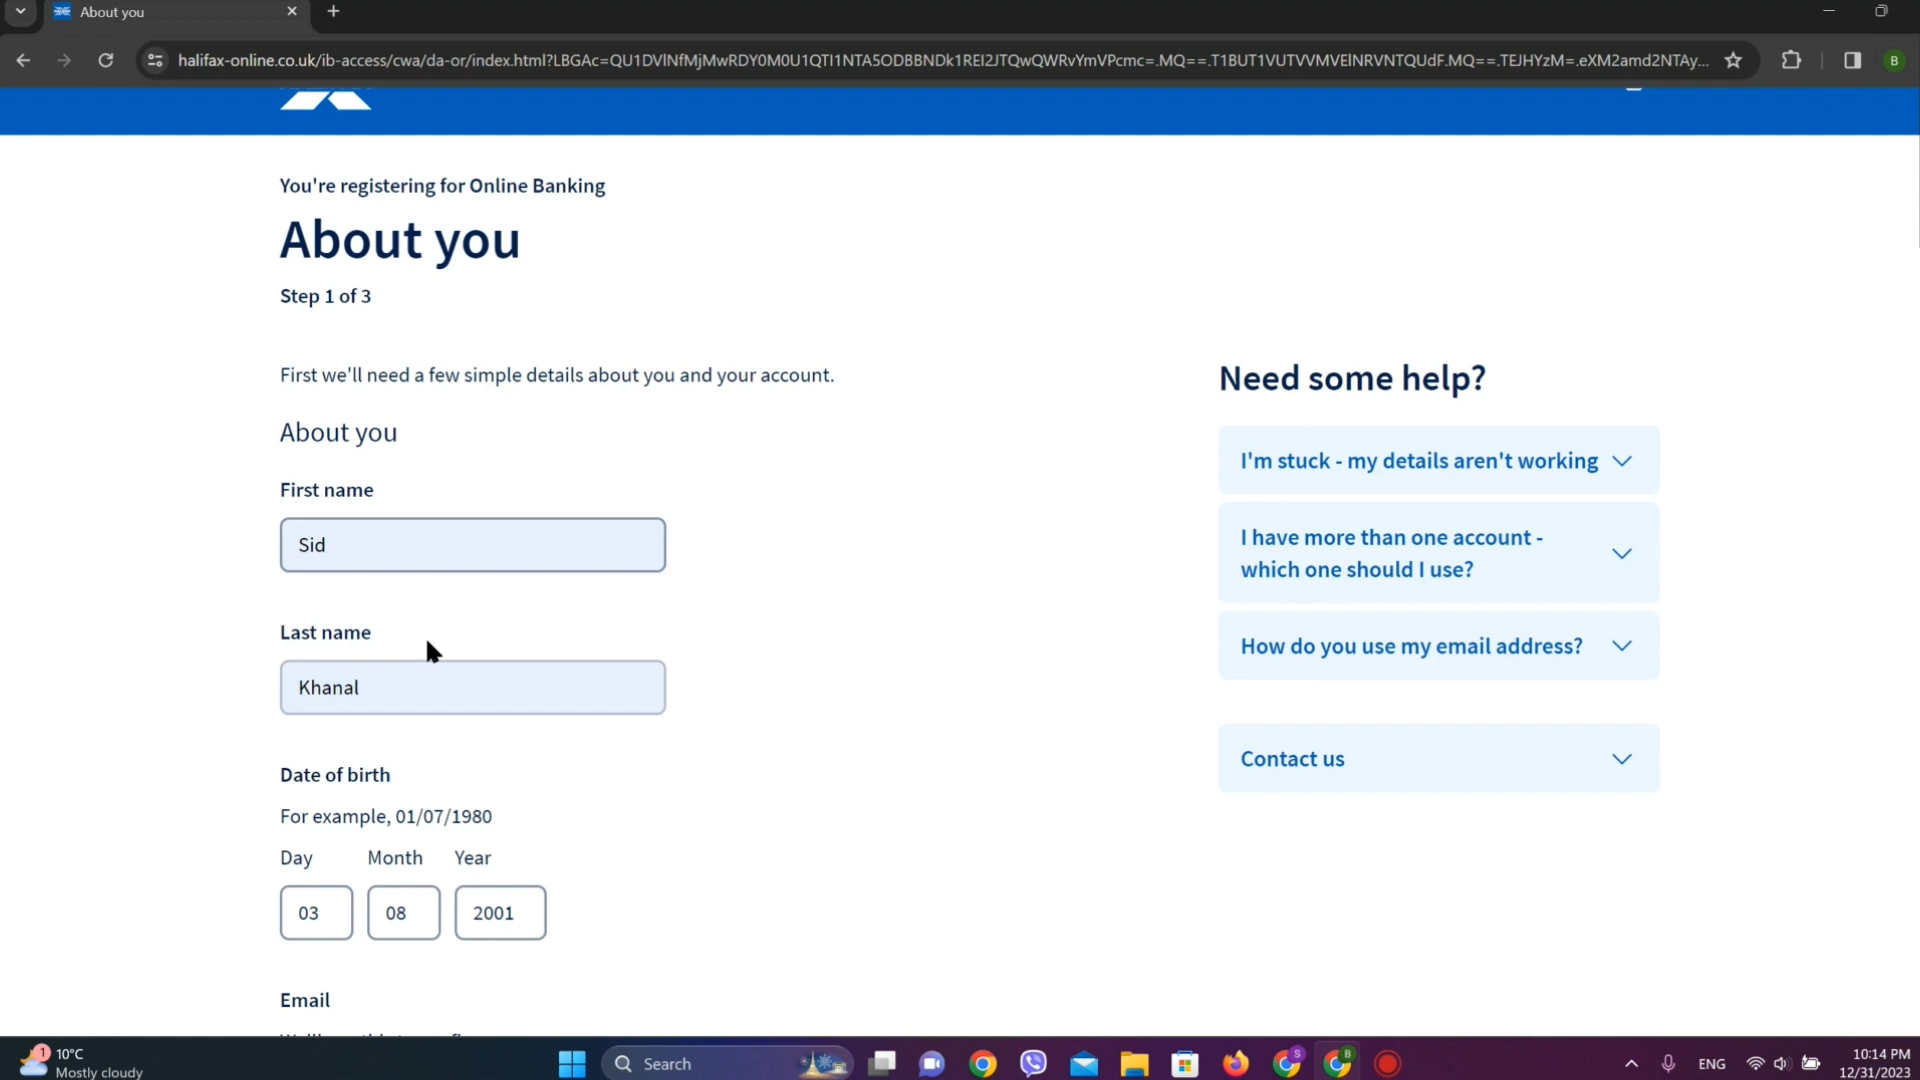 About you
halifax-online.co.uk/ib-access/cwa/da-or/index.html?LBGAc=QU1DVlNfMjMwRDY0M0U1QTI1NTA5ODBBNDk1REI2JTQwQWRvYmVPcmc=.MQ==.T1BUT1VUTVVMVElNRVNTQUdF.MQ==.TEJHYzM=.eXM2amd2NTAy...
B
You're registering for Online Banking
About you
Step 1 of 3
First we'll need a few simple details about you and your account.
About you
First name
Sid
Last name
Khanal
Date of birth
For example, 01/07/1980
Day Month Year
03 08 2001
Email
Need some help?
I'm stuck - my details aren't working
I have more than one account -
which one should I use?
How do you use my email address?
Contact us
1
10°C
Mostly cloudy
Search
S
B
ENG
10:14 PM
12/31/2023